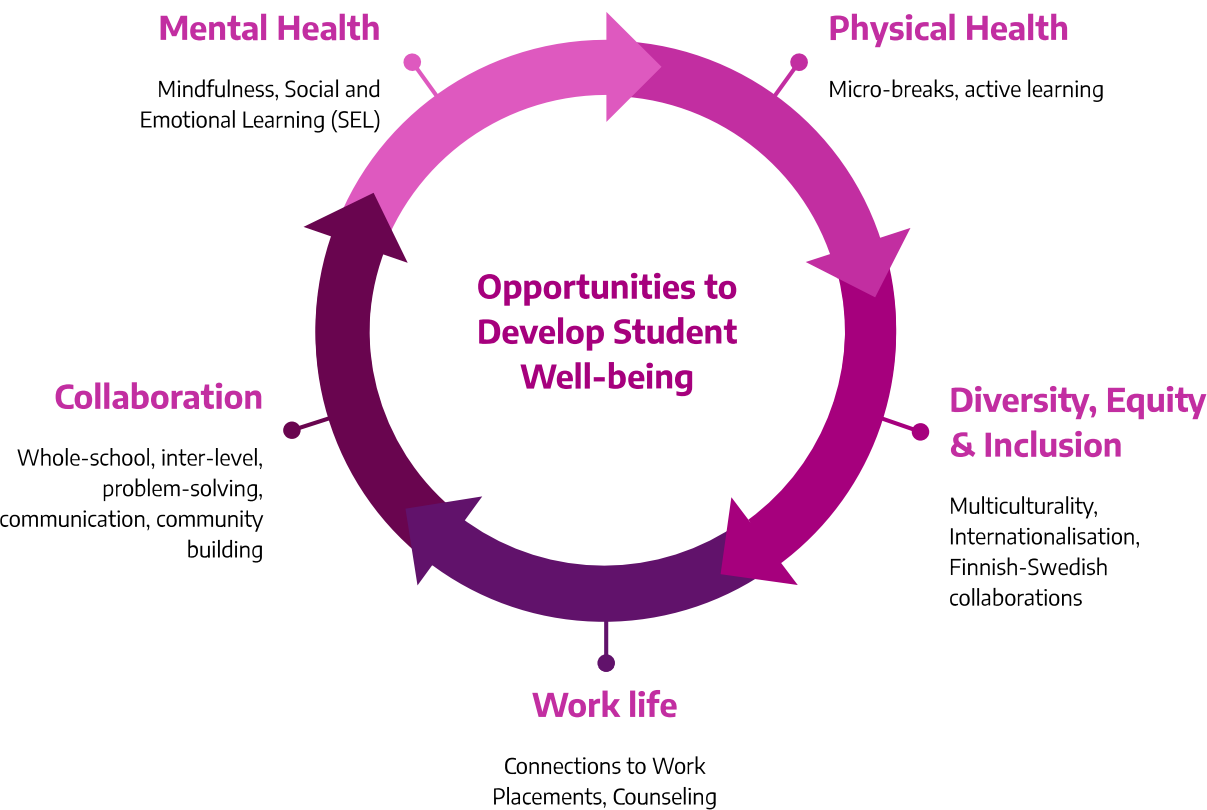 Mental Health
Mindfulness, Social and
Emotional Learning (SEL)
Physical Health
Micro-breaks, active learning
Opportunities to
Develop Student
Well-being
Collaboration
Whole-school, inter-level,
problem-solving,
communication, community
building
Diversity, Equity
& Inclusion
Multiculturality,
Internationalisation,
Finnish-Swedish
collaborations
Work life
Connections to Work
Placements, Counseling